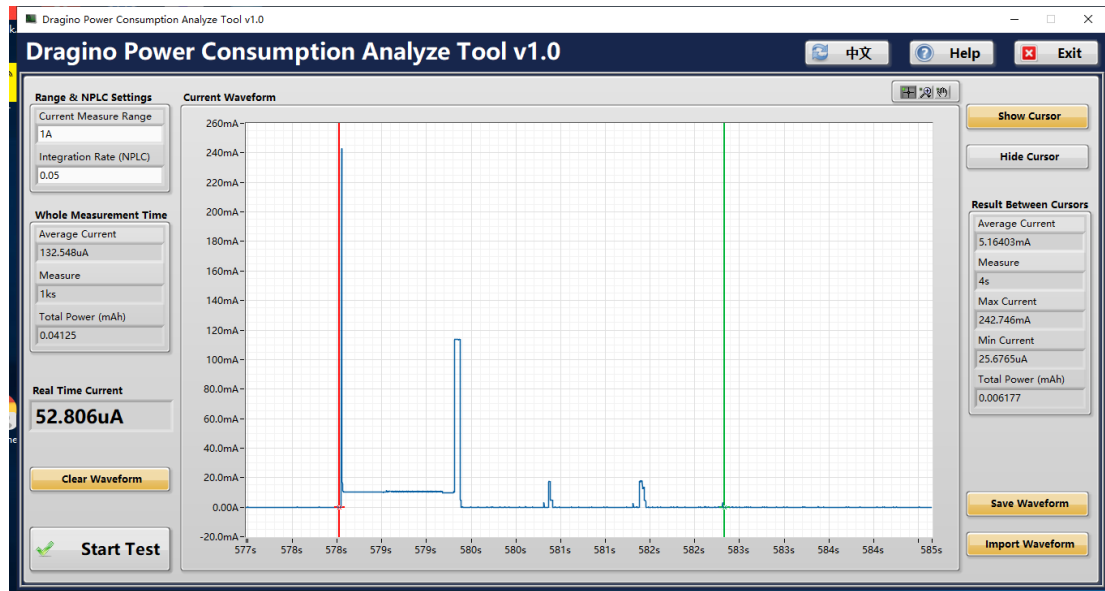 Dragino Power Consumption Analyze Tool v1.0
Dragino Power Consumption Analyze Tool v1.0
中文
Help
Exit
Range & NPLC Settings
Current Measure Range
1A
Integration Rate (NPLC)
0.05
Whole Measurement Time
Average Current
132.548uA
Measure
1ks
Total Power (mAh)
0.04125
Real Time Current
52.806uA
Clear Waveform
Start Test
Current Waveform
260mA
240mA
220mA
200mA
180mA
160mA
140mA
120mA
100mA
80.0mA
60.0mA
40.0mA
20.0mA
0.00A
-20.0mA
577s 578s 578s 579s 579s 580s 580s 581s 581s 582s 582s 583s 583s 584s 584s 585s
Show Cursor
Hide Cursor
Result Between Cursors
Average Current
5.16403mA
Measure
4s
Max Current
242.746mA
Min Current
25.6765uA
Total Power (mAh)
0.006177
Save Waveform
Import Waveform